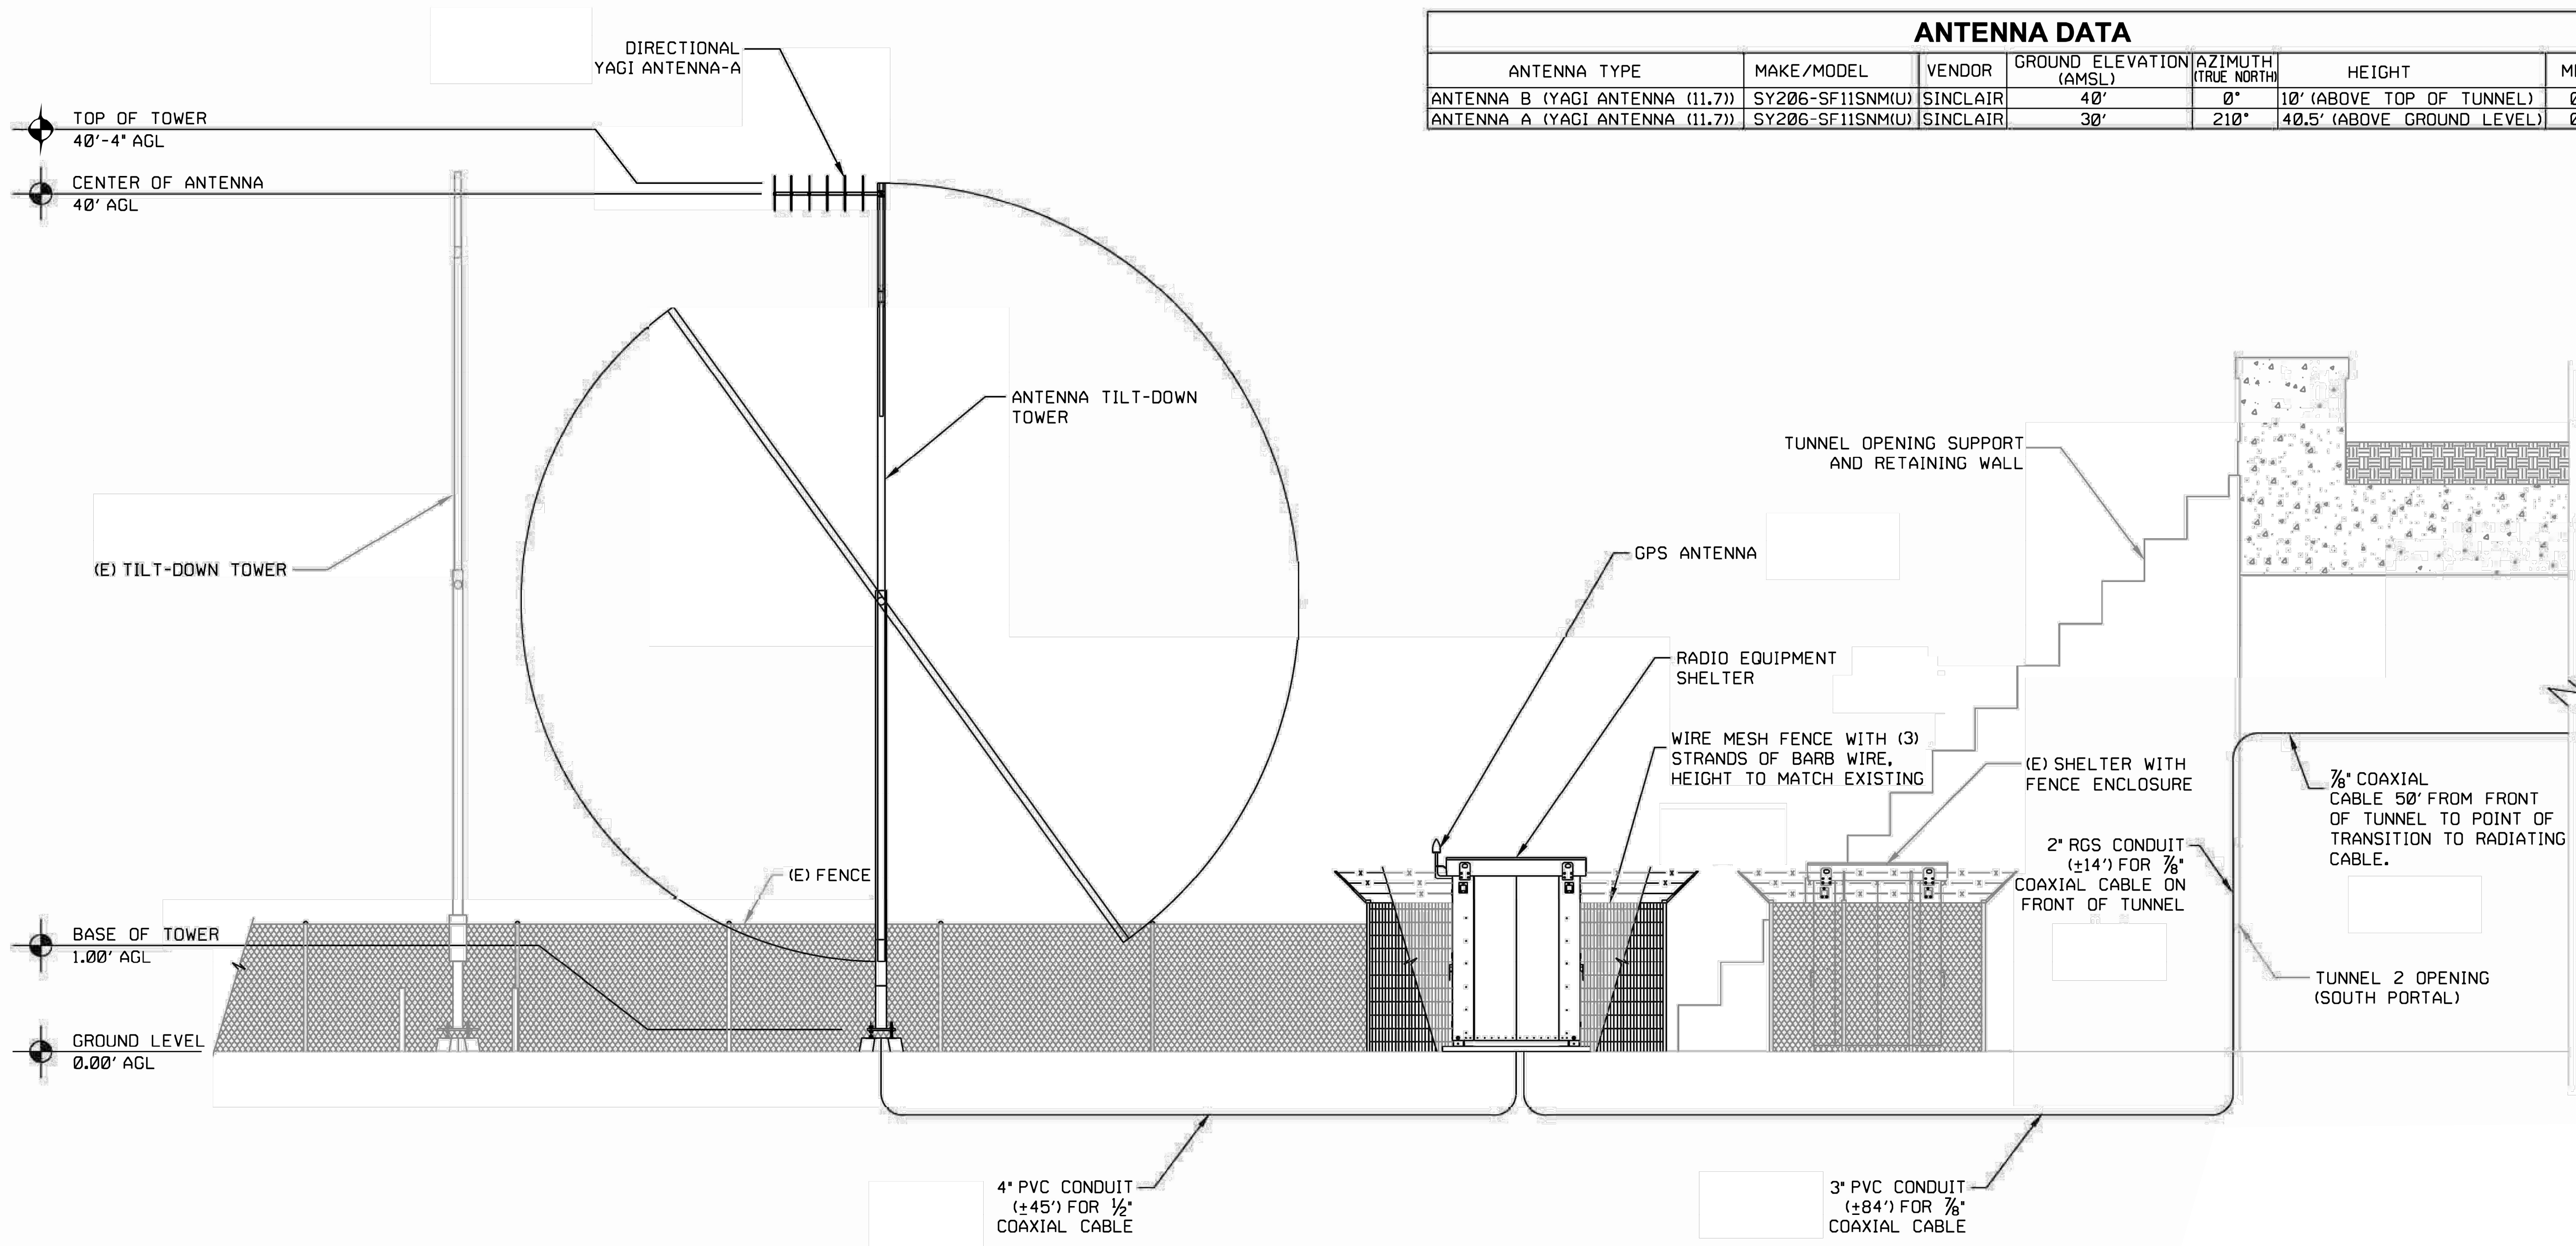 ANTENNA DATA
ANTENNA TYPE MAKE/MODEL VENDOR GROUND ELEVATION (AMSL) AZIMUTH (TRUE NORTH) HEIGHT
ANTENNA B (YAGI ANTENNA (11.7)) SY206-SF11SNM(U) SINCLAIR 40' 0° 10' (ABOVE TOP OF TUNNEL)
ANTENNA A (YAGI ANTENNA (11.7)) SY206-SF11SNM(U) SINCLAIR 30' 210° 40.5' (ABOVE GROUND LEVEL)
DIRECTIONAL
YAGI ANTENNA-A
TOP OF TOWER
40'-4" AGL
CENTER OF ANTENNA
40' AGL
ANTENNA TILT-DOWN
TOWER
TUNNEL OPENING SUPPORT
AND RETAINING WALL
(E) TILT-DOWN TOWER
GPS ANTENNA
RADIO EQUIPMENT
SHELTER
WIRE MESH FENCE WITH (3)
STRANDS OF BARB WIRE,
HEIGHT TO MATCH EXISTING
(E) SHELTER WITH
FENCE ENCLOSURE
⅞" COAXIAL
CABLE 50' FROM FRONT
OF TUNNEL TO POINT OF
TRANSITION TO RADIATING
CABLE.
2" RGS CONDUIT
(±14') FOR ⅞"
COAXIAL CABLE ON
FRONT OF TUNNEL
(E) FENCE
BASE OF TOWER
1.00' AGL
TUNNEL 2 OPENING
(SOUTH PORTAL)
GROUND LEVEL
0.00' AGL
4" PVC CONDUIT
(±45') FOR ½"
COAXIAL CABLE
3" PVC CONDUIT
(±84') FOR ⅞"
COAXIAL CABLE